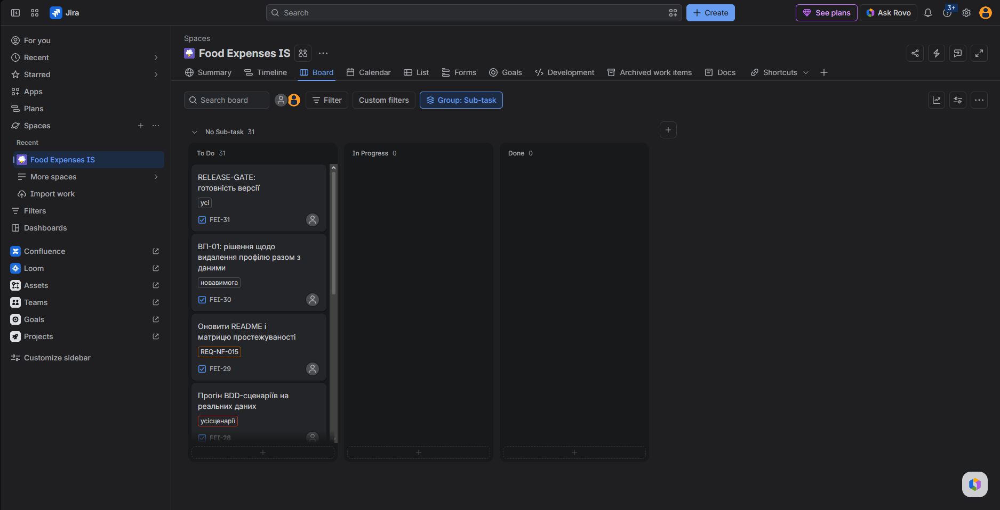 Jira
Search
Create
See plans
Ask Rovo
3+
For you
Recent
Starred
Apps
Plans
Spaces
Recent
Food Expenses IS
More spaces
Import work
Filters
Dashboards
Confluence
Loom
Assets
Teams
Goals
Projects
Customize sidebar
Spaces
Food Expenses IS
Summary
Timeline
Board
Calendar
List
Forms
Goals
Development
Archived work items
Docs
Shortcuts
Search board
Filter
Custom filters
Group: Sub-task
No Sub-task 31
To Do 31
RELEASE-GATE:
готовність версії
усі
FEI-31
ВП-01: рішення щодо
видалення профілю разом з
даними
новавимога
FEI-30
Оновити README і
матрицю простежуваності
REQ-NF-015
FEI-29
Прогін BDD-сценаріїв на
реальних даних
усісценарії
FEI-28
In Progress 0
Done 0